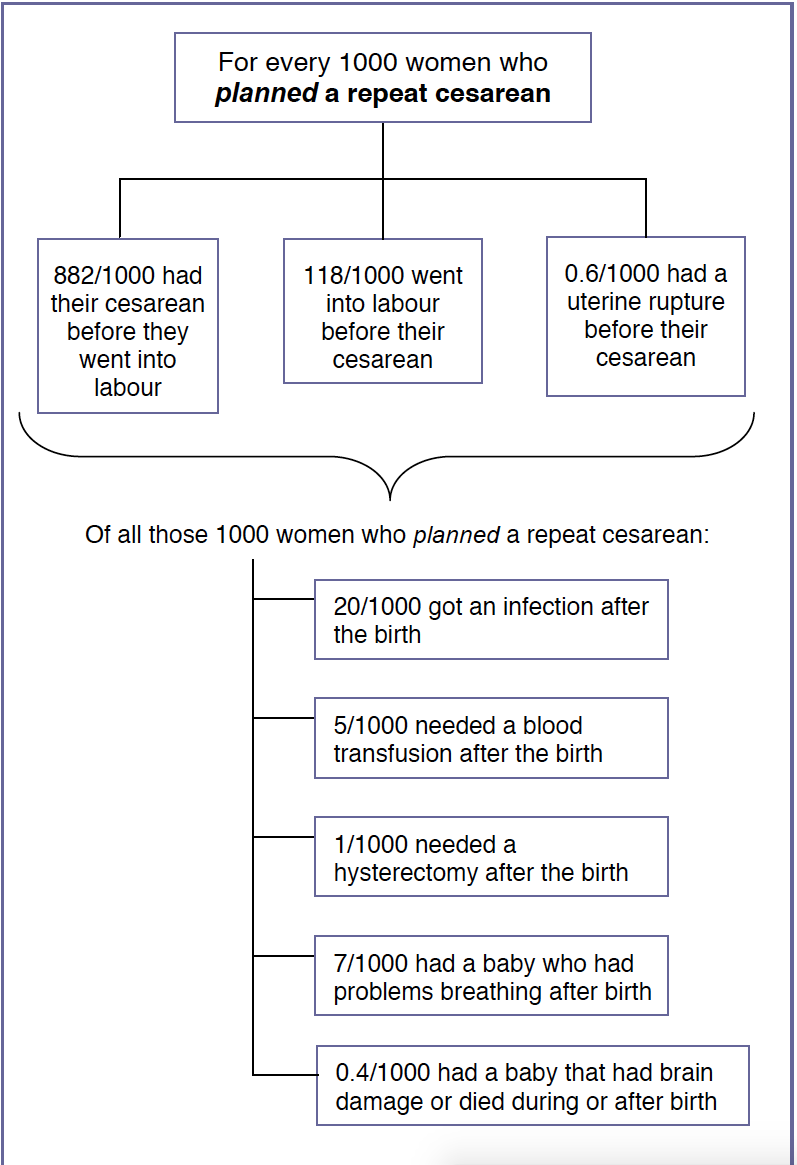 For every 1000 women who
planned a repeat cesarean
882/1000 had
their cesarean
before they
went into
labour
118/1000 went
into labour
before their
cesarean
0.6/1000 had a
uterine rupture
before their
cesarean
Of all those 1000 women who planned a repeat cesarean:
20/1000 got an infection after
the birth
5/1000 needed a blood
transfusion after the birth
1/1000 needed a
hysterectomy after the birth
7/1000 had a baby who had
problems breathing after birth
0.4/1000 had a baby that had brain
damage or died during or after birth